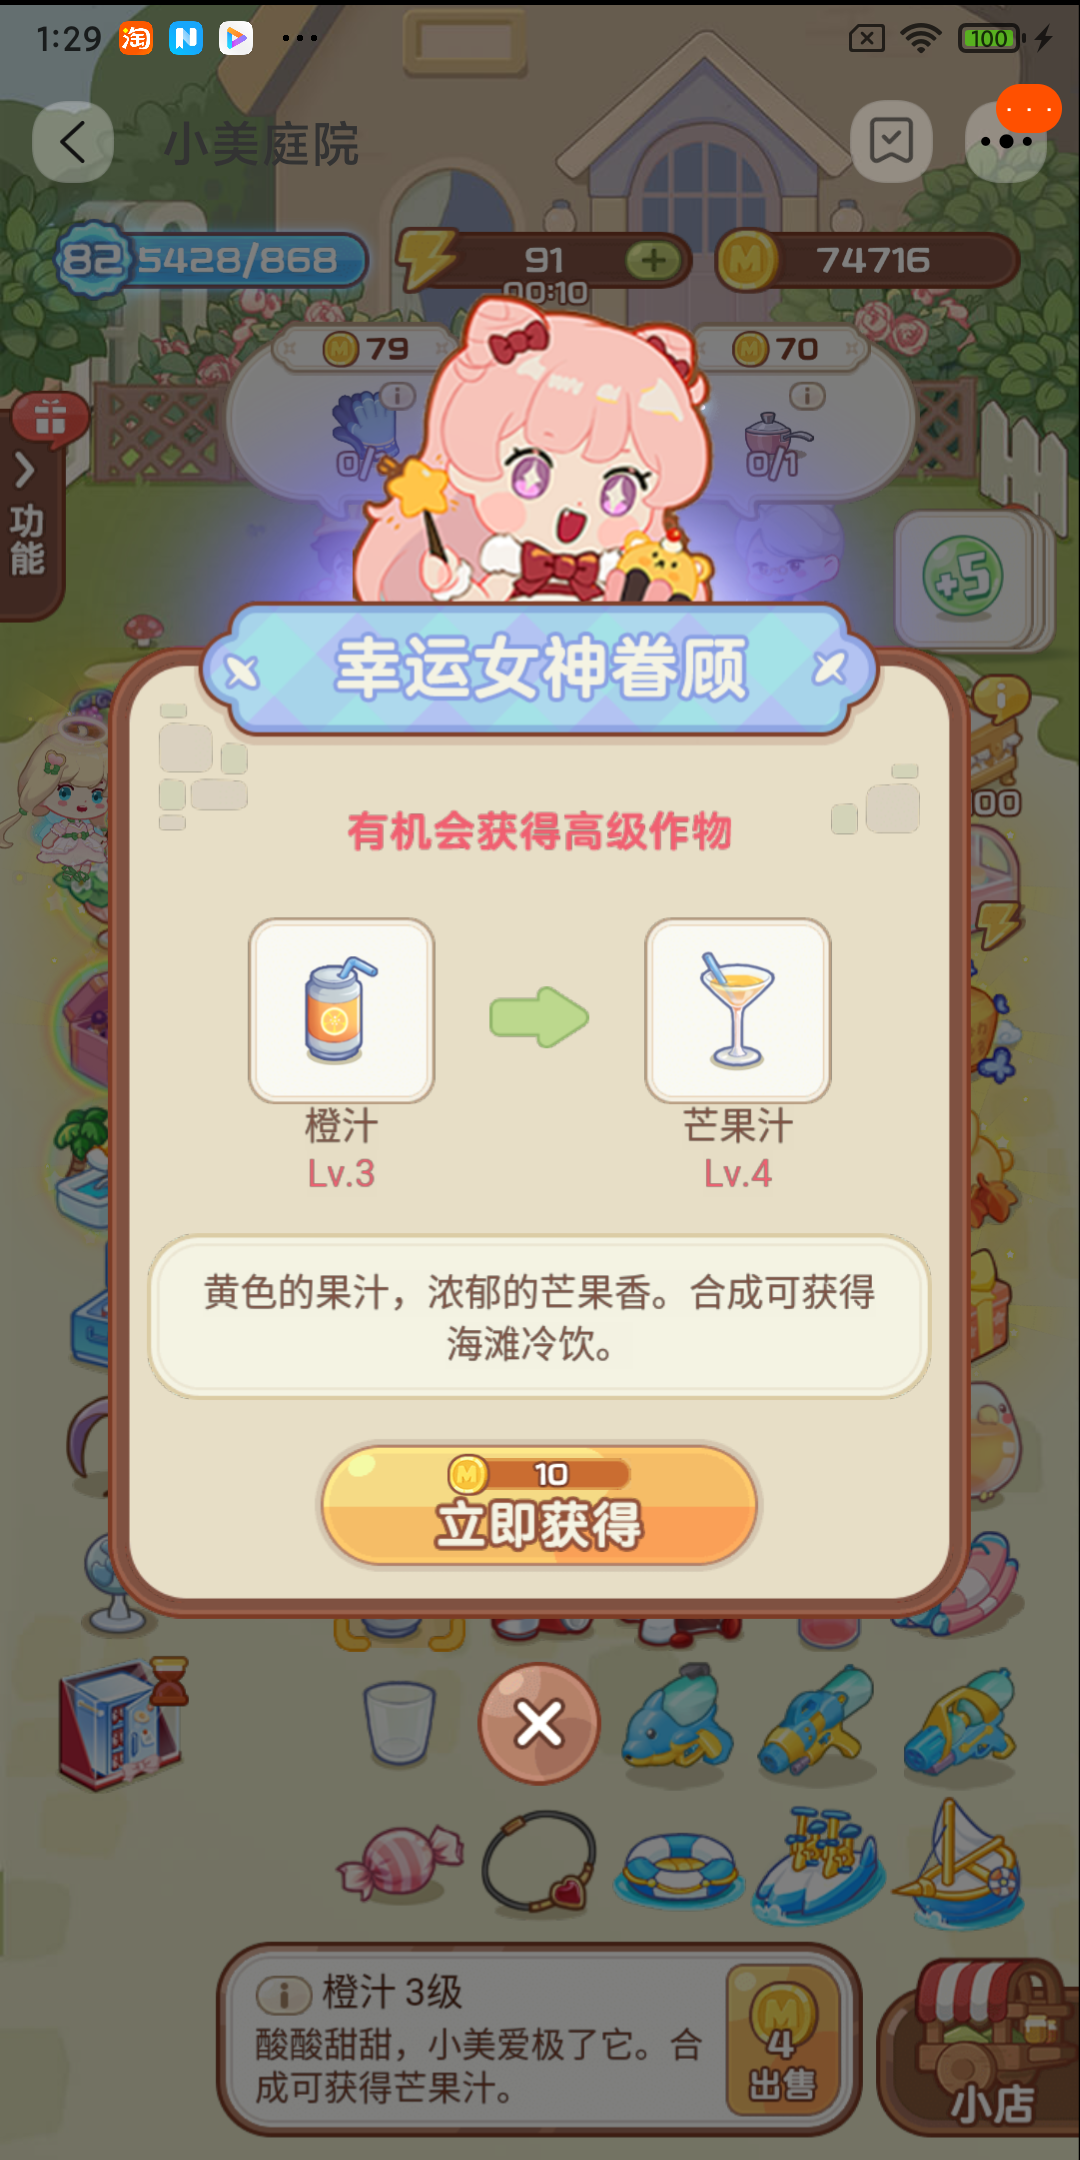 1:29 淘 N ... 100
小美庭院
82 5428/868 91 74716
00:10
79 70
0/1
功能
+5
幸运女神眷顾
00
有机会获得高级作物
橙汁 芒果汁
Lv.3 Lv.4
黄色的果汁，浓郁的芒果香。合成可获得
海滩冷饮。
10
立即获得
橙汁 3级
酸酸甜甜，小美爱极了它。合
成可获得芒果汁。
4
出售
小店